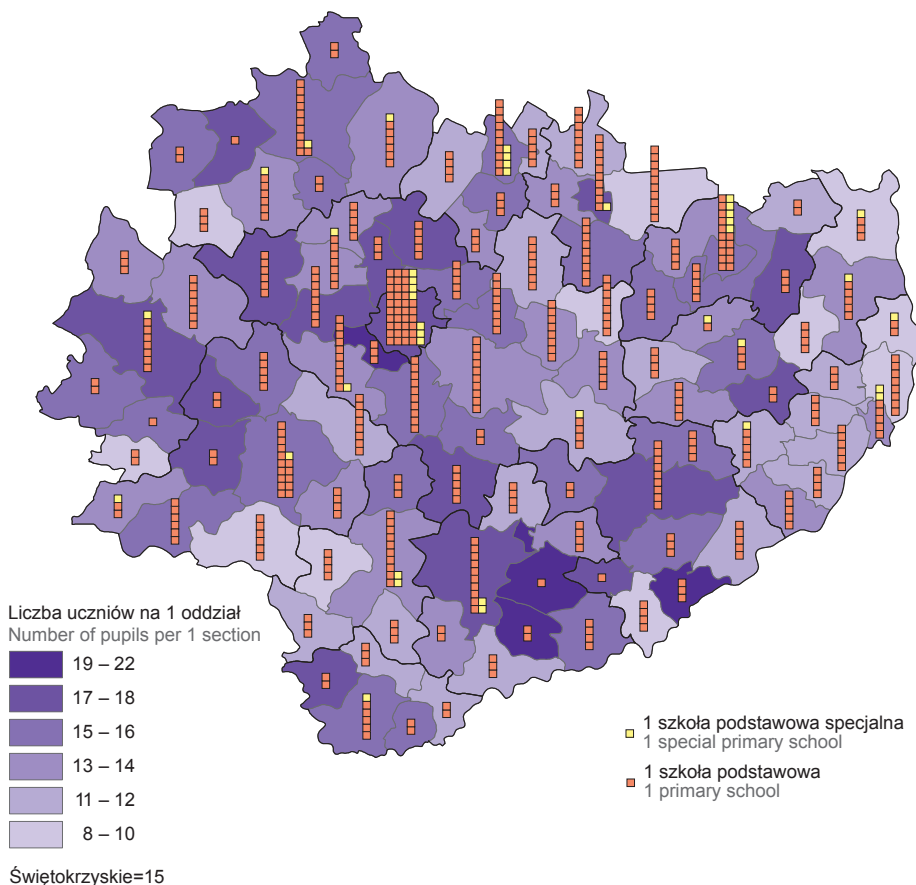 Liczba uczniów na 1 oddział
Number of pupils per 1 section
19 – 22
17 – 18
15 – 16
13 – 14
11 – 12
8 – 10
Świętokrzyskie=15
1 szkoła podstawowa specjalna
1 special primary school
1 szkoła podstawowa
1 primary school